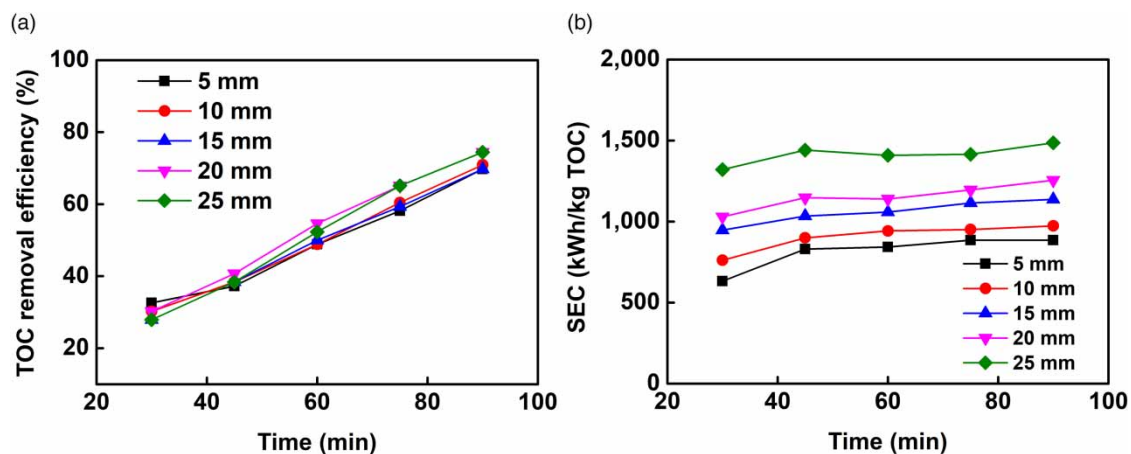 (a)
TOC removal efficiency (%)
100
80
60
40
20
20
40
60
80
100
Time (min)
5 mm
10 mm
15 mm
20 mm
25 mm
(b)
SEC (kWh/kg TOC)
2,000
1,500
1,000
500
0
20
40
60
80
100
Time (min)
5 mm
10 mm
15 mm
20 mm
25 mm